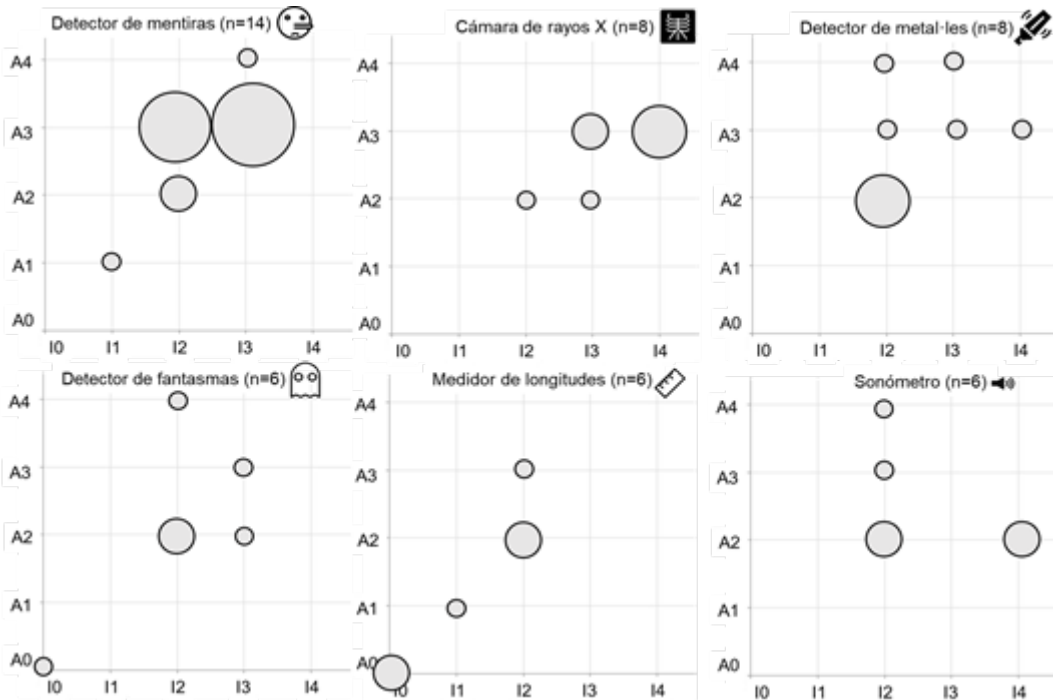 Detector de mentiras (n=14)
A4
A3
A2
A1
A0
I0 I1 I2 I3 I4
Cámara de rayos X (n=8)
A4
A3
A2
A1
A0
I0 I1 I2 I3 I4
Detector de metal·les (n=8)
A4
A3
A2
A1
A0
I0 I1 I2 I3 I4
Detector de fantasmas (n=6)
A4
A3
A2
A1
A0
I0 I1 I2 I3 I4
Medidor de longitudes (n=6)
A4
A3
A2
A1
A0
I0 I1 I2 I3 I4
Sonómetro (n=6)
A4
A3
A2
A1
A0
I0 I1 I2 I3 I4